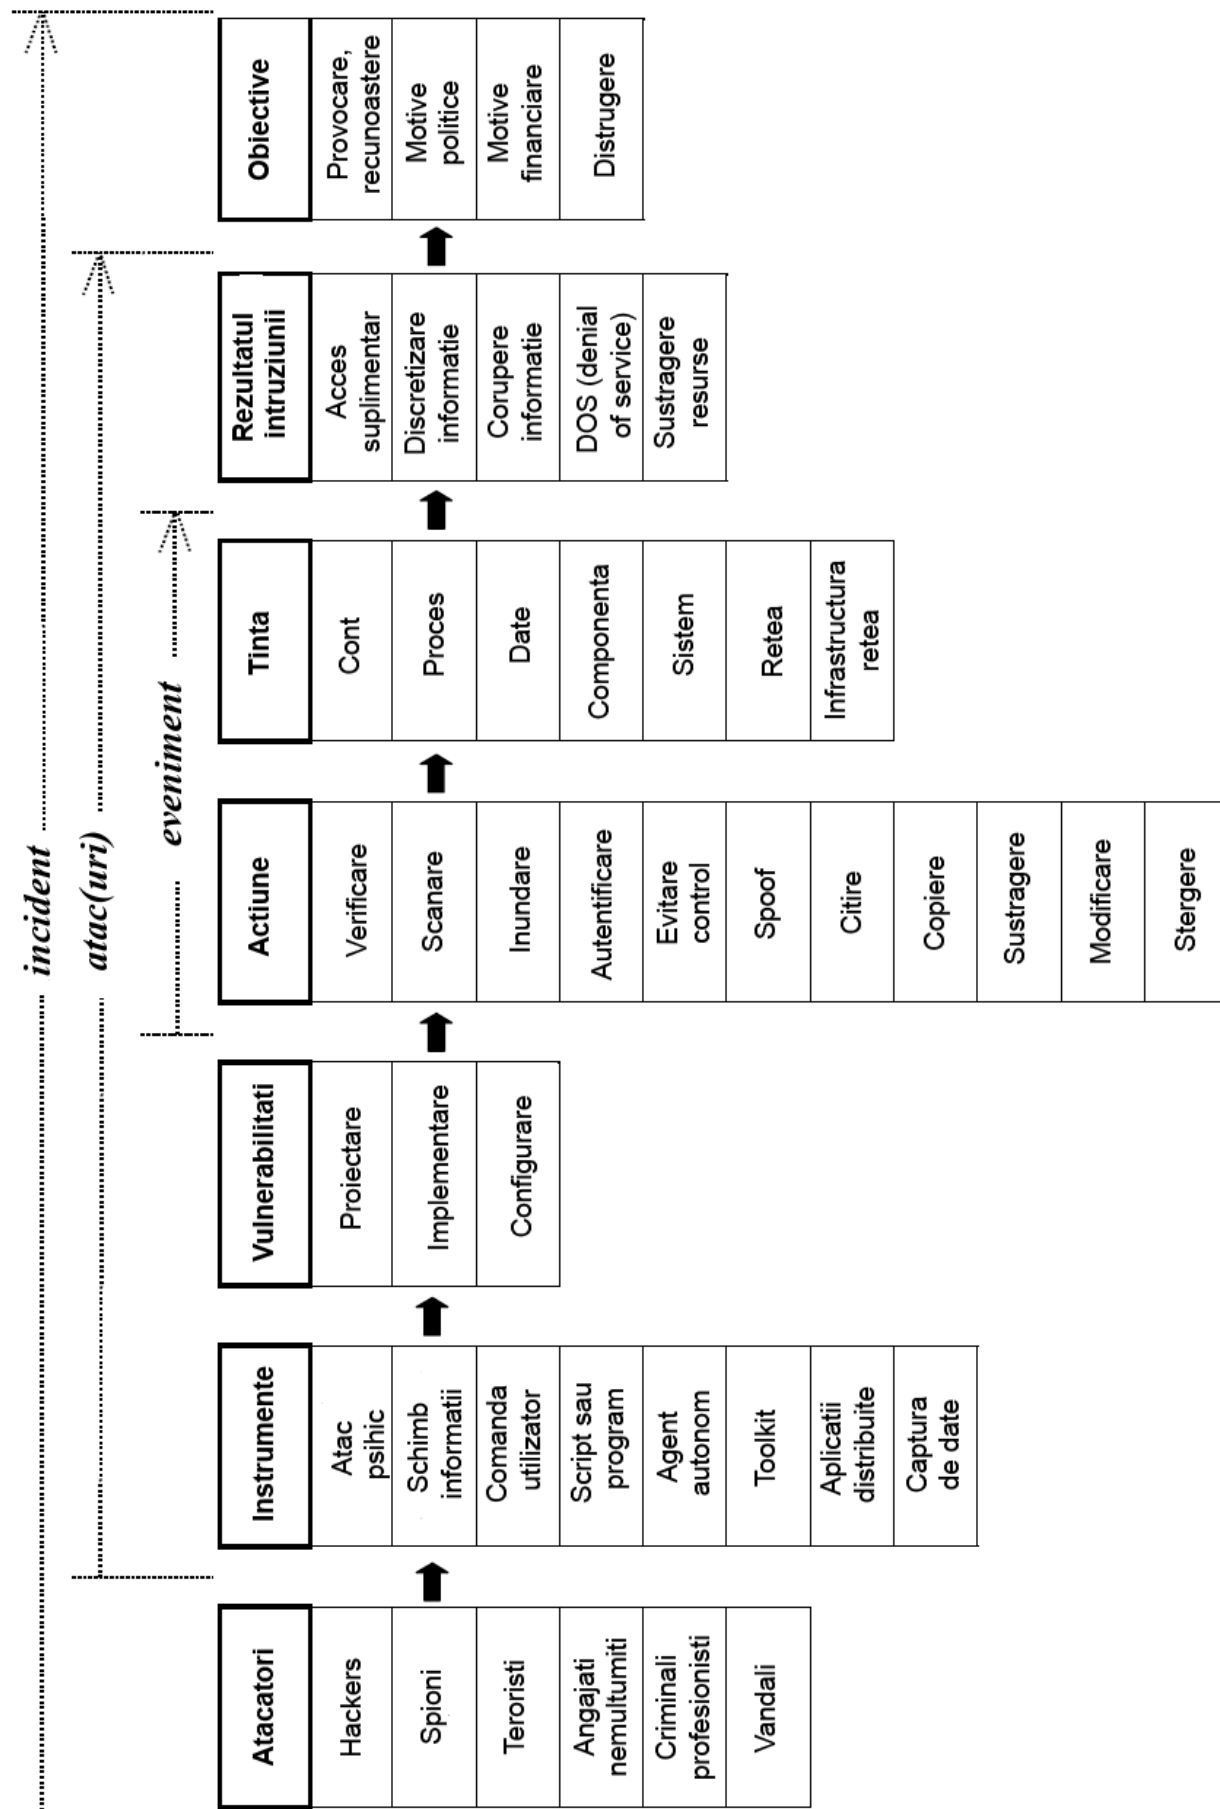 incident
atac(uri)
eveniment
Atacatori
Hackers
Spioni
Teroristi
Angajati
nemultumiti
Criminali
profesionisti
Vandali
Instrumente
Atac
psihic
Schimb
informatii
Comanda
utilizator
Script sau
program
Agent
autonom
Toolkit
Aplicatii
distribuite
Captura
de date
Vulnerabilitati
Proiectare
Implementare
Configurare
Actiune
Verificare
Scanare
Inundare
Autentificare
Evitare
control
Spoof
Citire
Copiere
Sustragere
Modificare
Stergere
Tinta
Cont
Proces
Date
Componenta
Sistem
Retea
Infrastructura
retea
Rezultatul
intruziunii
Acces
suplimentar
Discretizare
informatie
Corupere
informatie
DOS (denial
of service)
Sustragere
resurse
Obiective
Provocare,
recunoastere
Motive
politice
Motive
financiare
Distrugere